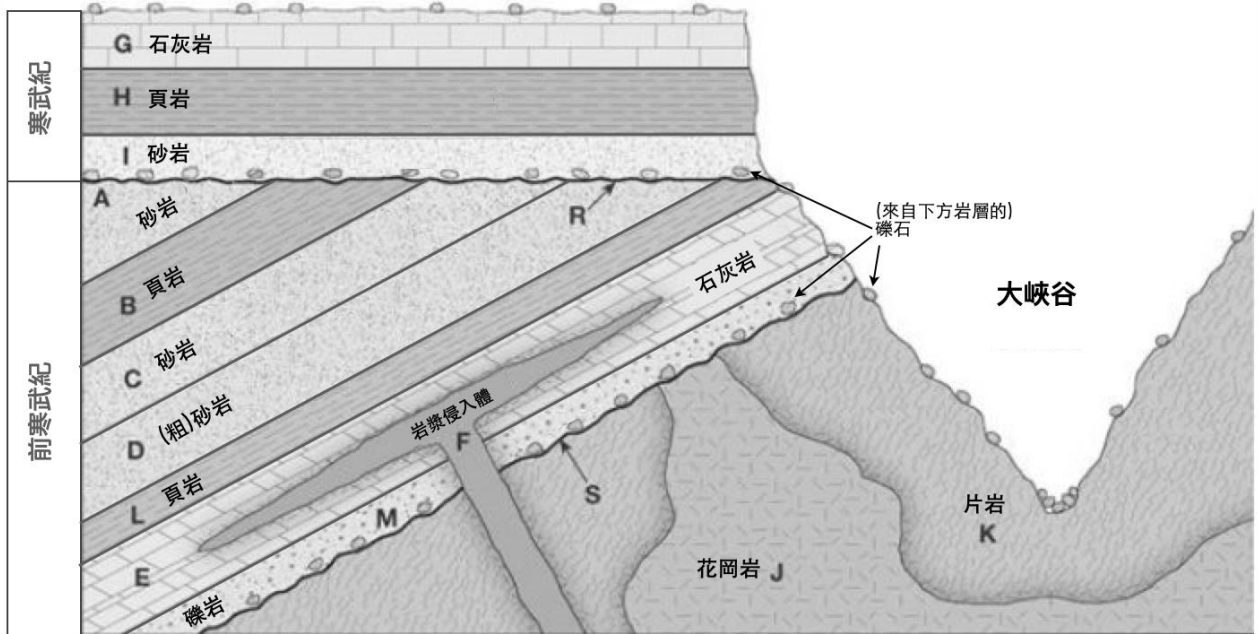 寒武紀
前寒武紀
G 石灰岩
H 頁岩
I 砂岩
A 砂岩
R
B 頁岩
C 砂岩
D (粗)砂岩
L 頁岩
E
石灰岩
岩漿侵入體
F
M
礫岩
S
(來自下方岩層的)
礫石
大峽谷
片岩
K
花岡岩 J